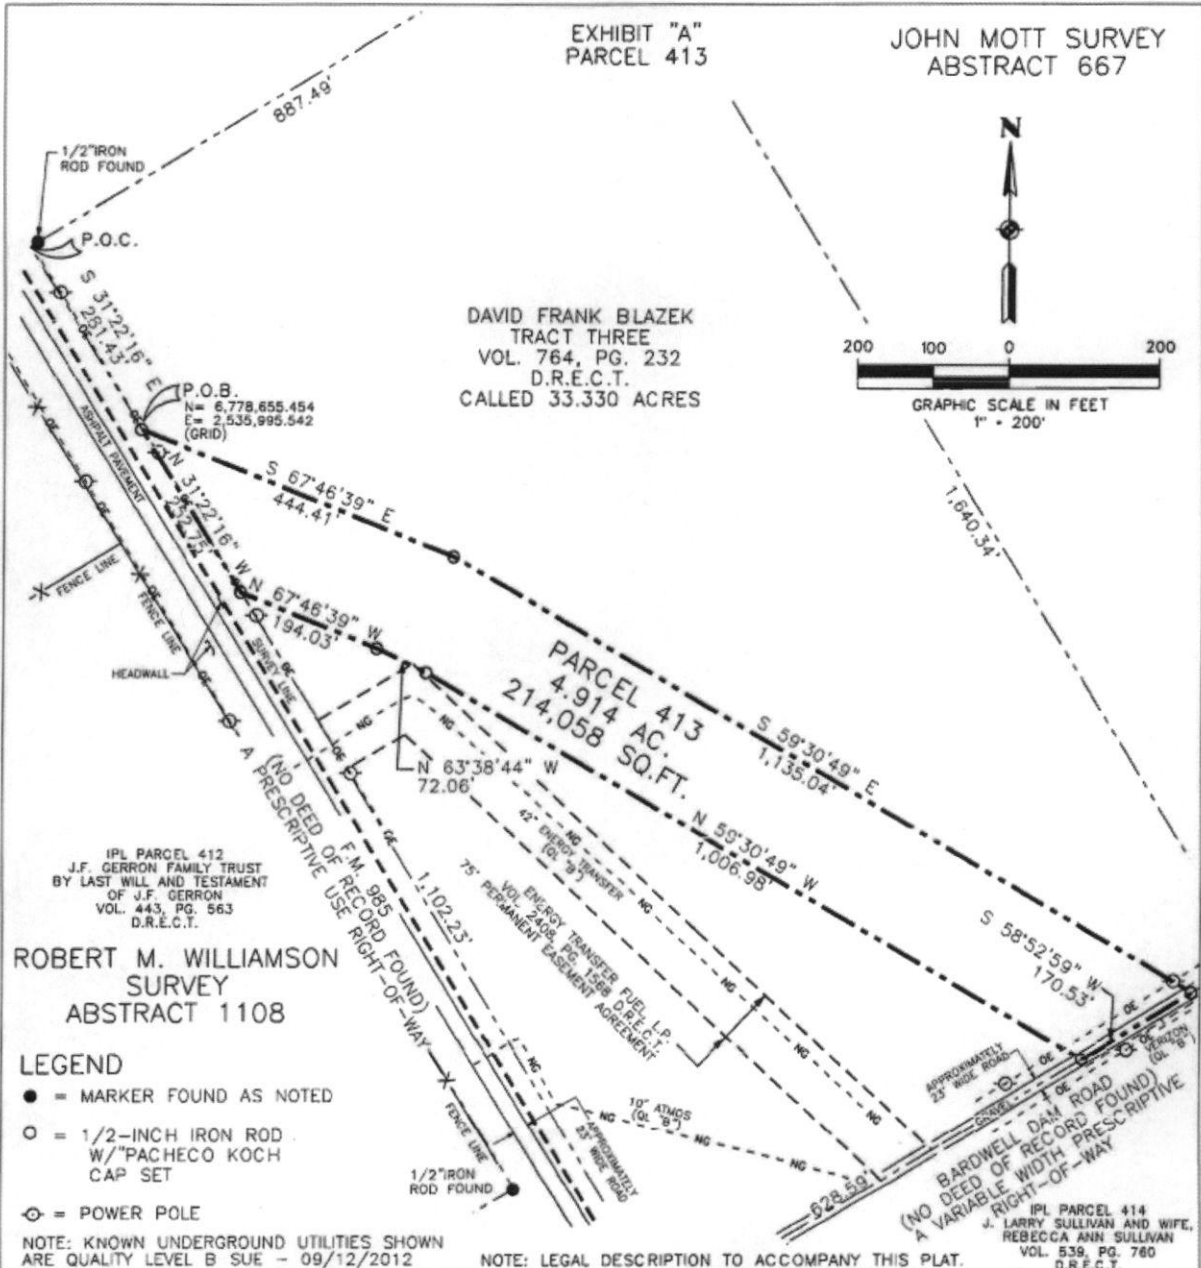 EXHIBIT "A"
PARCEL 413
JOHN MOTT SURVEY
ABSTRACT 667
N
887.49'
1/2"IRON
ROD FOUND
P.O.C.
S 31°22'16" E
281.43'
OE
DAVID FRANK BLAZEK
TRACT THREE
VOL. 764, PG. 232
D.R.E.C.T.
CALLED 33.330 ACRES
200 100 0 200
GRAPHIC SCALE IN FEET
1" - 200'
P.O.B.
N= 6,778,655.454
E= 2,535,995.542
(GRID)
ASHPALT PAVEMENT
N 31°22'16" W
252.75'
S 67°46'39" E
444.41'
1,640.34'
FENCE LINE
FENCE LINE
N 67°46'39" W
194.03'
SURVEY LINE
HEADWALL
PARCEL 413
4.914 AC.
214,058 SQ.FT.
S 59°30'49" E
1,135.04'
N 63°38'44" W
72.06'
N 59°30'49" W
1,006.98'
42" ENERGY TRANSFER
(QL "B")
NG
ENERGY TRANSFER FUEL, L.P.
VOL. 2408, PG. 1568 D.R.E.C.T.
75' PERMANENT EASEMENT AGREEMENT
F.M. 985
(NO DEED OF RECORD FOUND)
A PRESCRIPTIVE USE RIGHT-OF-WAY
1,102.23'
IPL PARCEL 412
J.F. GERRON FAMILY TRUST
BY LAST WILL AND TESTAMENT
OF J.F. GERRON
VOL. 443, PG. 563
D.R.E.C.T.
ROBERT M. WILLIAMSON
SURVEY
ABSTRACT 1108
S 58°52'59" W
170.53'
VERIZON
(QL "B")
APPROXIMATELY
23' WIDE ROAD
GRAVEL
BARDWELL DAM ROAD
(NO DEED OF RECORD FOUND)
A VARIABLE WIDTH PRESCRIPTIVE
RIGHT-OF-WAY
628.59'
10" ATMOS
(QL "B")
APPROXIMATELY
23' WIDE ROAD
FENCE LINE
1/2"IRON
ROD FOUND
LEGEND
= MARKER FOUND AS NOTED
= 1/2-INCH IRON ROD
W/"PACHECO KOCH
CAP SET
= POWER POLE
NOTE: KNOWN UNDERGROUND UTILITIES SHOWN
ARE QUALITY LEVEL B SUE - 09/12/2012
NOTE: LEGAL DESCRIPTION TO ACCOMPANY THIS PLAT.
IPL PARCEL 414
J. LARRY SULLIVAN AND WIFE,
REBECCA ANN SULLIVAN
VOL. 539, PG. 760
D.R.E.C.T.